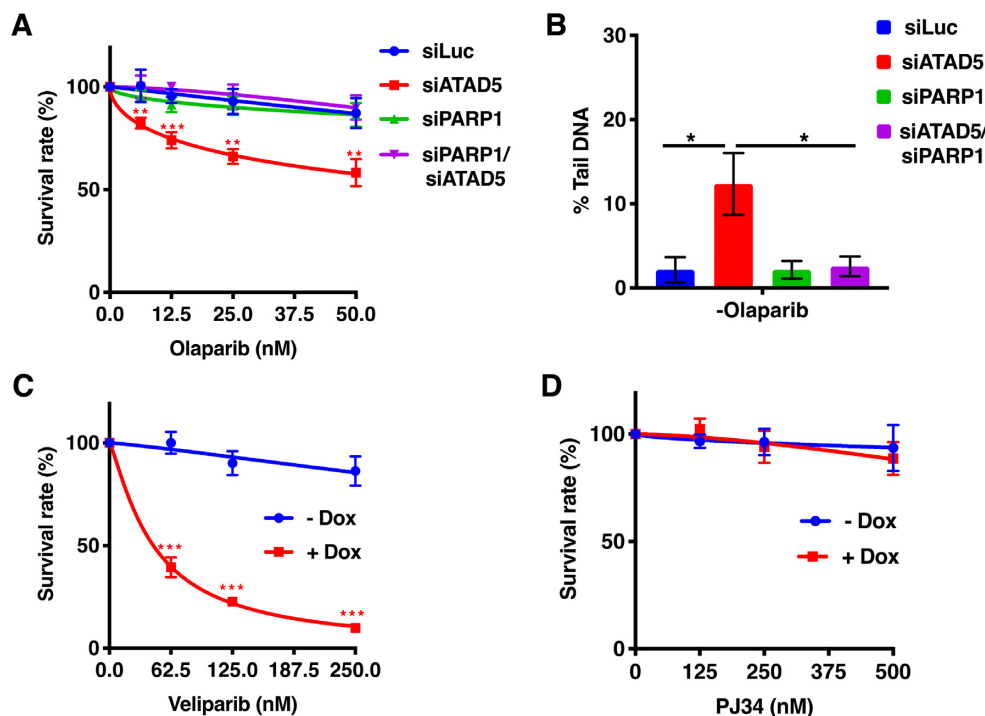 A
Survival rate (%)
100
50
0
0.0 12.5 25.0 37.5 50.0
Olaparib (nM)
** *** ** **
siLuc
siATAD5
siPARP1
siPARP1/
siATAD5
B
% Tail DNA
30
20
10
0
* *
-Olaparib
siLuc
siATAD5
siPARP1
siATAD5/
siPARP1
C
Survival rate (%)
100
50
0
0.0 62.5 125.0 187.5 250.0
Veliparib (nM)
*** *** ***
- Dox
+ Dox
D
Survival rate (%)
100
50
0
0 125 250 375 500
PJ34 (nM)
- Dox
+ Dox